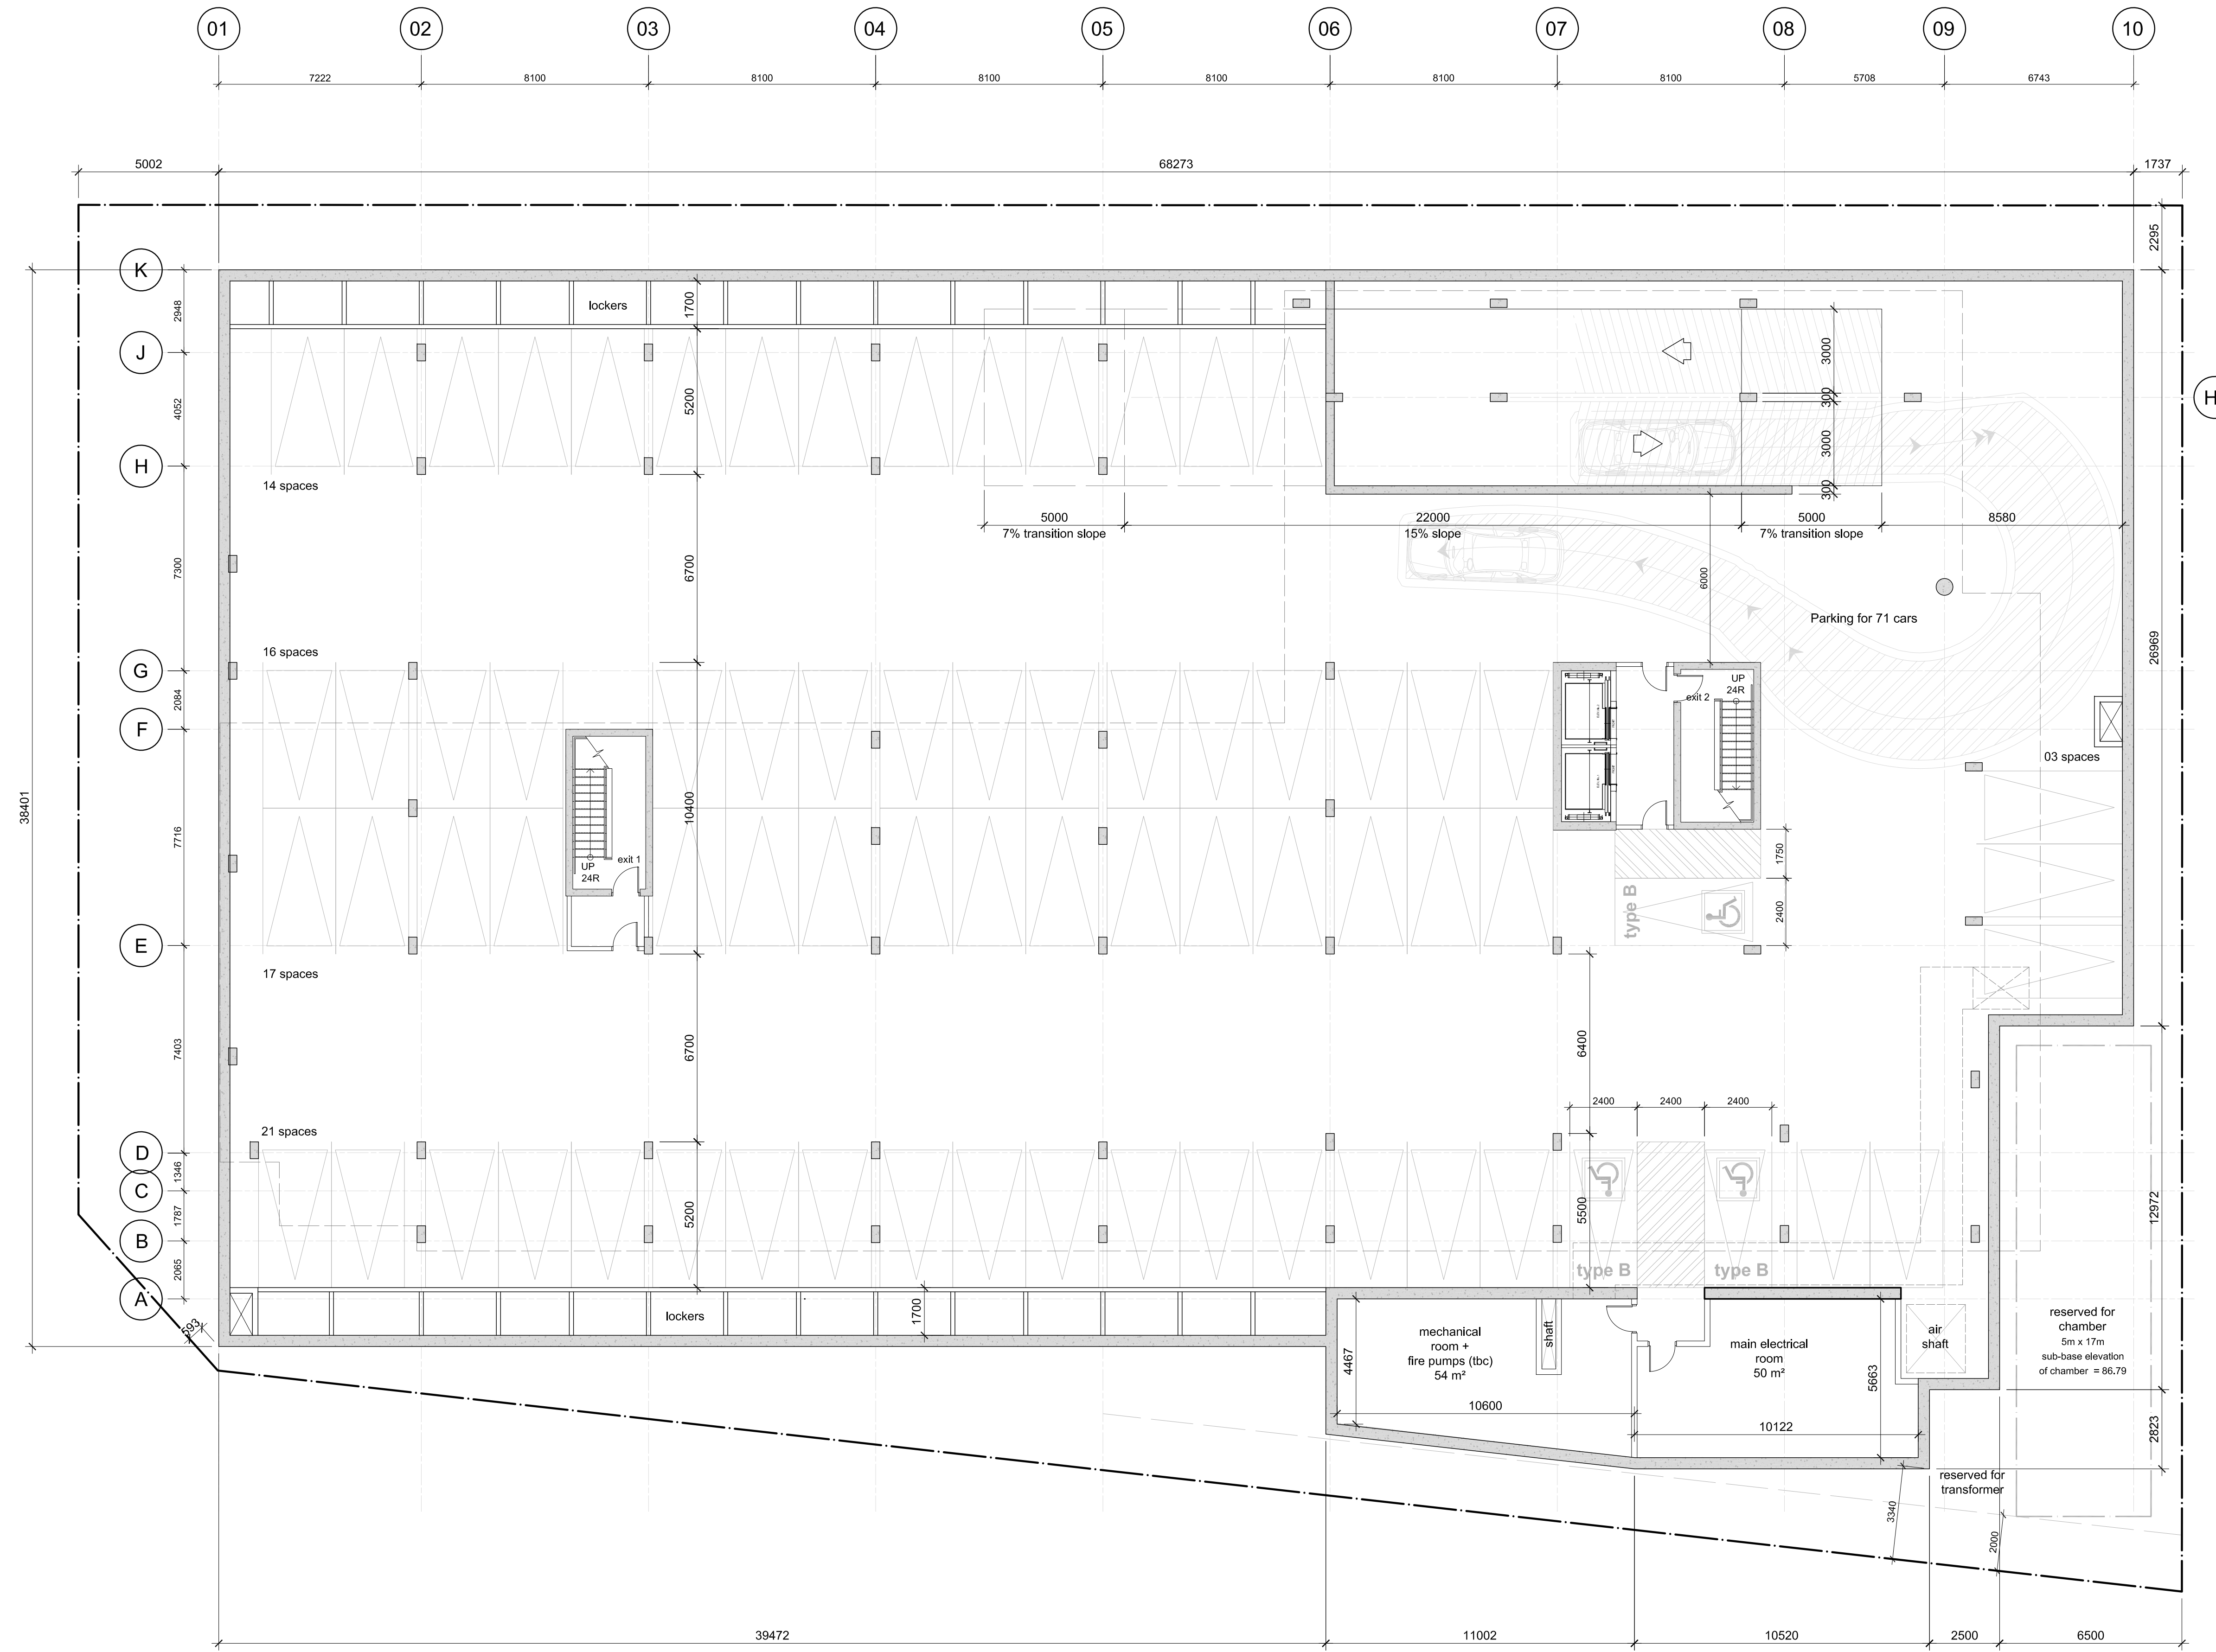 01
02
03
04
05
06
07
08
09
10
7222
8100
8100
8100
8100
8100
8100
5708
6743
5002
68273
1737
2295
K
J
H
G
F
E
D
C
B
A
H
2948
4052
7300
2084
7716
7403
1346
1787
2065
593
38401
lockers
1700
5200
14 spaces
3000
300
3000
300
5000
7% transition slope
22000
15% slope
5000
7% transition slope
8580
6700
6000
Parking for 71 cars
26969
16 spaces
UP
24R
exit 2
03 spaces
10400
UP
24R
exit 1
1750
type B
2400
17 spaces
6700
6400
2400
2400
2400
21 spaces
5200
5500
type B
type B
12972
lockers
1700
mechanical
room +
fire pumps (tbc)
54 m²
4467
shaft
10600
main electrical
room
50 m²
5663
10122
air
shaft
reserved for
chamber
5m x 17m
sub-base elevation
of chamber = 86.79
2823
reserved for
transformer
3340
2000
39472
11002
10520
2500
6500